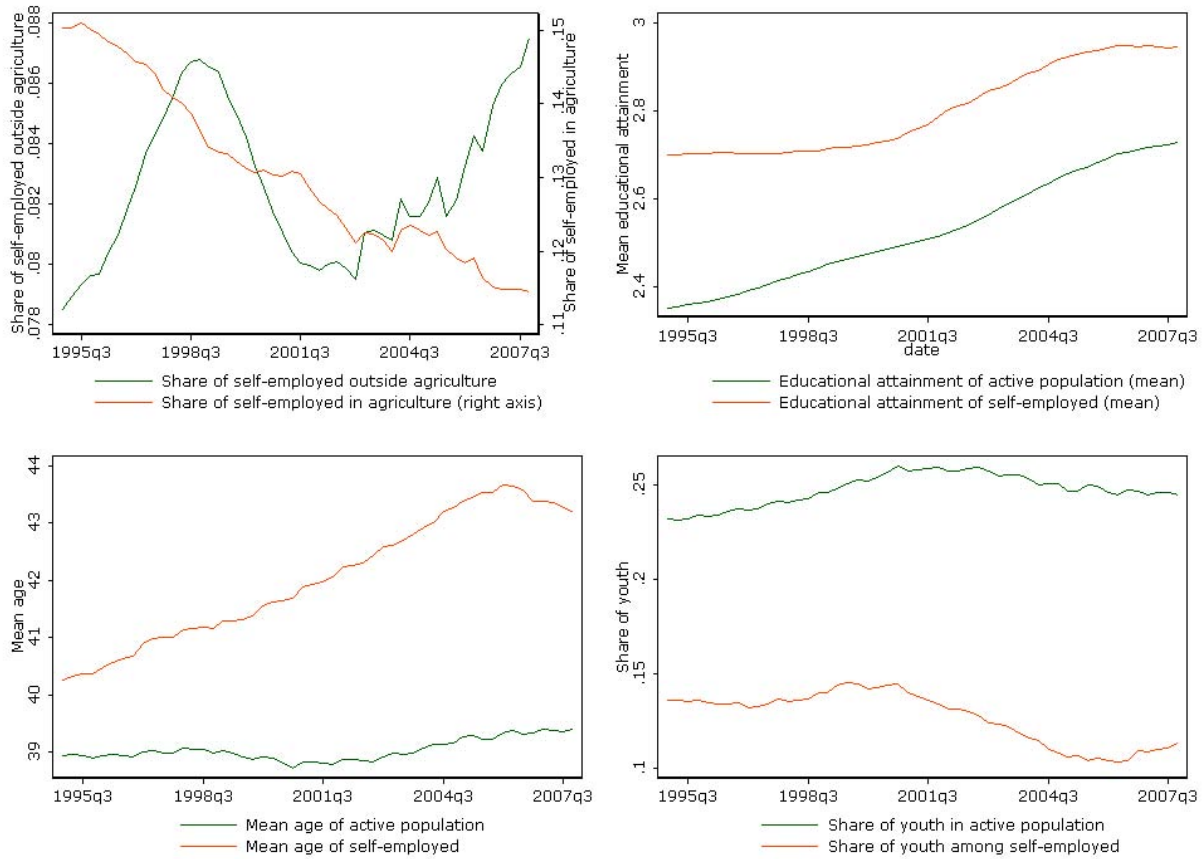 Share of self-employed outside agriculture
.078 .08 .082 .084 .086 .088
.11 .12 .13 .14 .15
Share of self-employed in agriculture
1995q3 1998q3 2001q3 2004q3 2007q3
Share of self-employed outside agriculture
Share of self-employed in agriculture (right axis)
Mean educational attainment
2.4 2.6 2.8 3
1995q3 1998q3 2001q3 2004q3 2007q3
date
Educational attainment of active population (mean)
Educational attainment of self-employed (mean)
Mean age
39 40 41 42 43 44
1995q3 1998q3 2001q3 2004q3 2007q3
Mean age of active population
Mean age of self-employed
Share of youth
.1 .15 .2 .25
1995q3 1998q3 2001q3 2004q3 2007q3
Share of youth in active population
Share of youth among self-employed